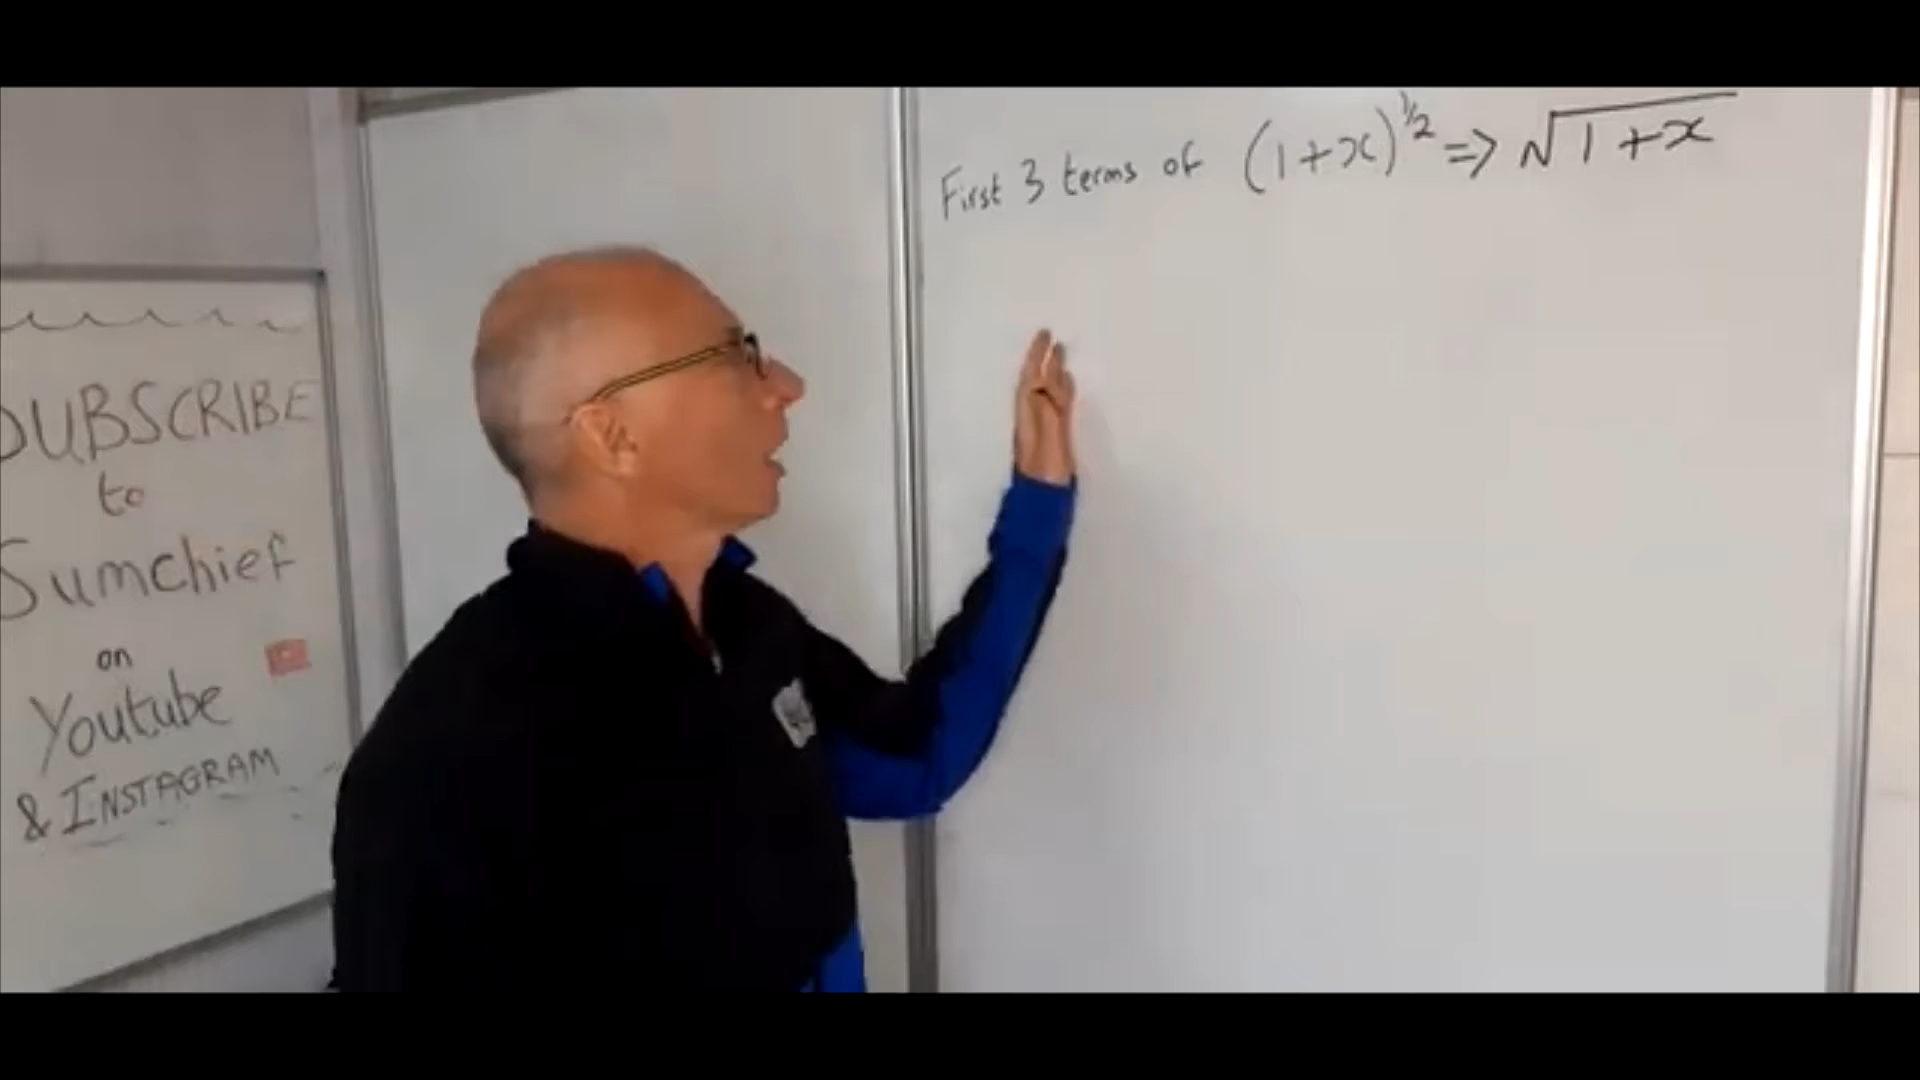 SUBSCRIBE
to
Sumchief
on
Youtube
& INSTAGRAM
First 3 terms of (1+x)^½ ⇒ √1+x